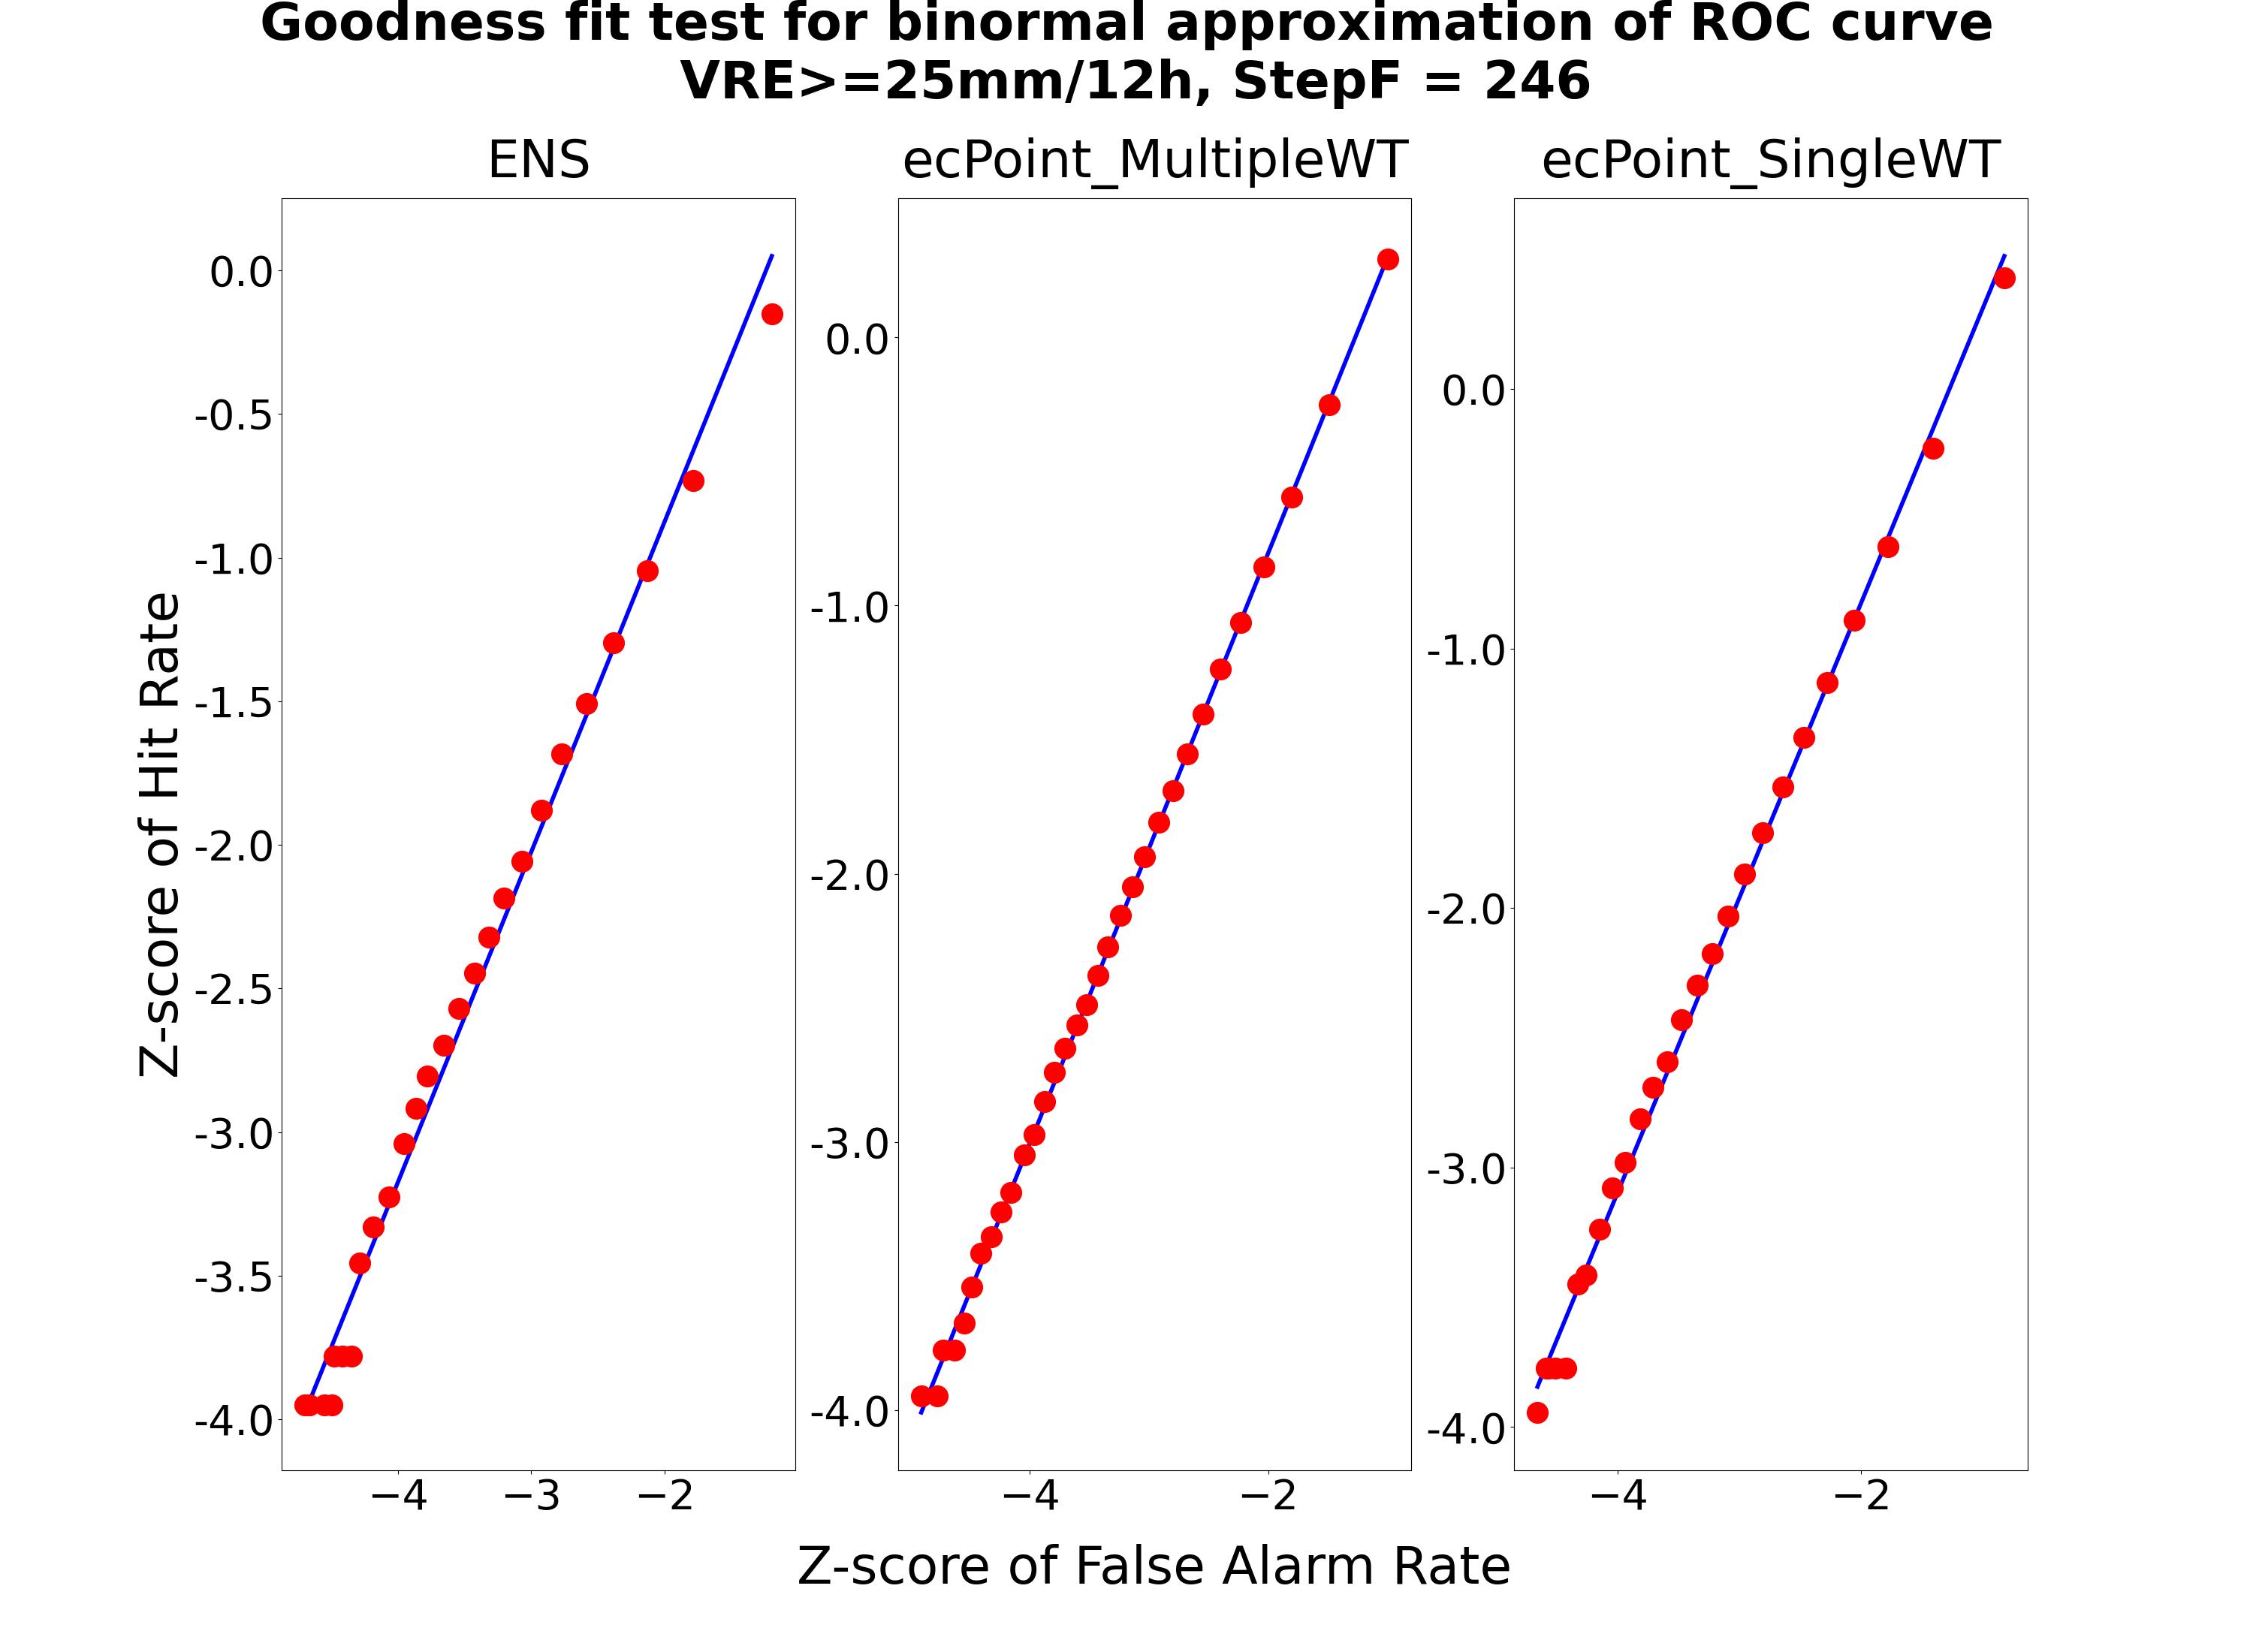 Goodness fit test for binormal approximation of ROC curve
VRE>=25mm/12h, StepF = 246
ENS
ecPoint_MultipleWT
ecPoint_SingleWT
Z-score of Hit Rate
0.0
-0.5
-1.0
-1.5
-2.0
-2.5
-3.0
-3.5
-4.0
−4 −3 −2
0.0
-1.0
-2.0
-3.0
-4.0
−4 −2
0.0
-1.0
-2.0
-3.0
-4.0
−4 −2
Z-score of False Alarm Rate